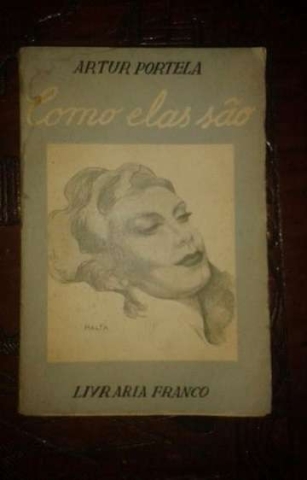 ARTUR PORTELA
Como elas são
MALTA
LIVRARIA FRANCO